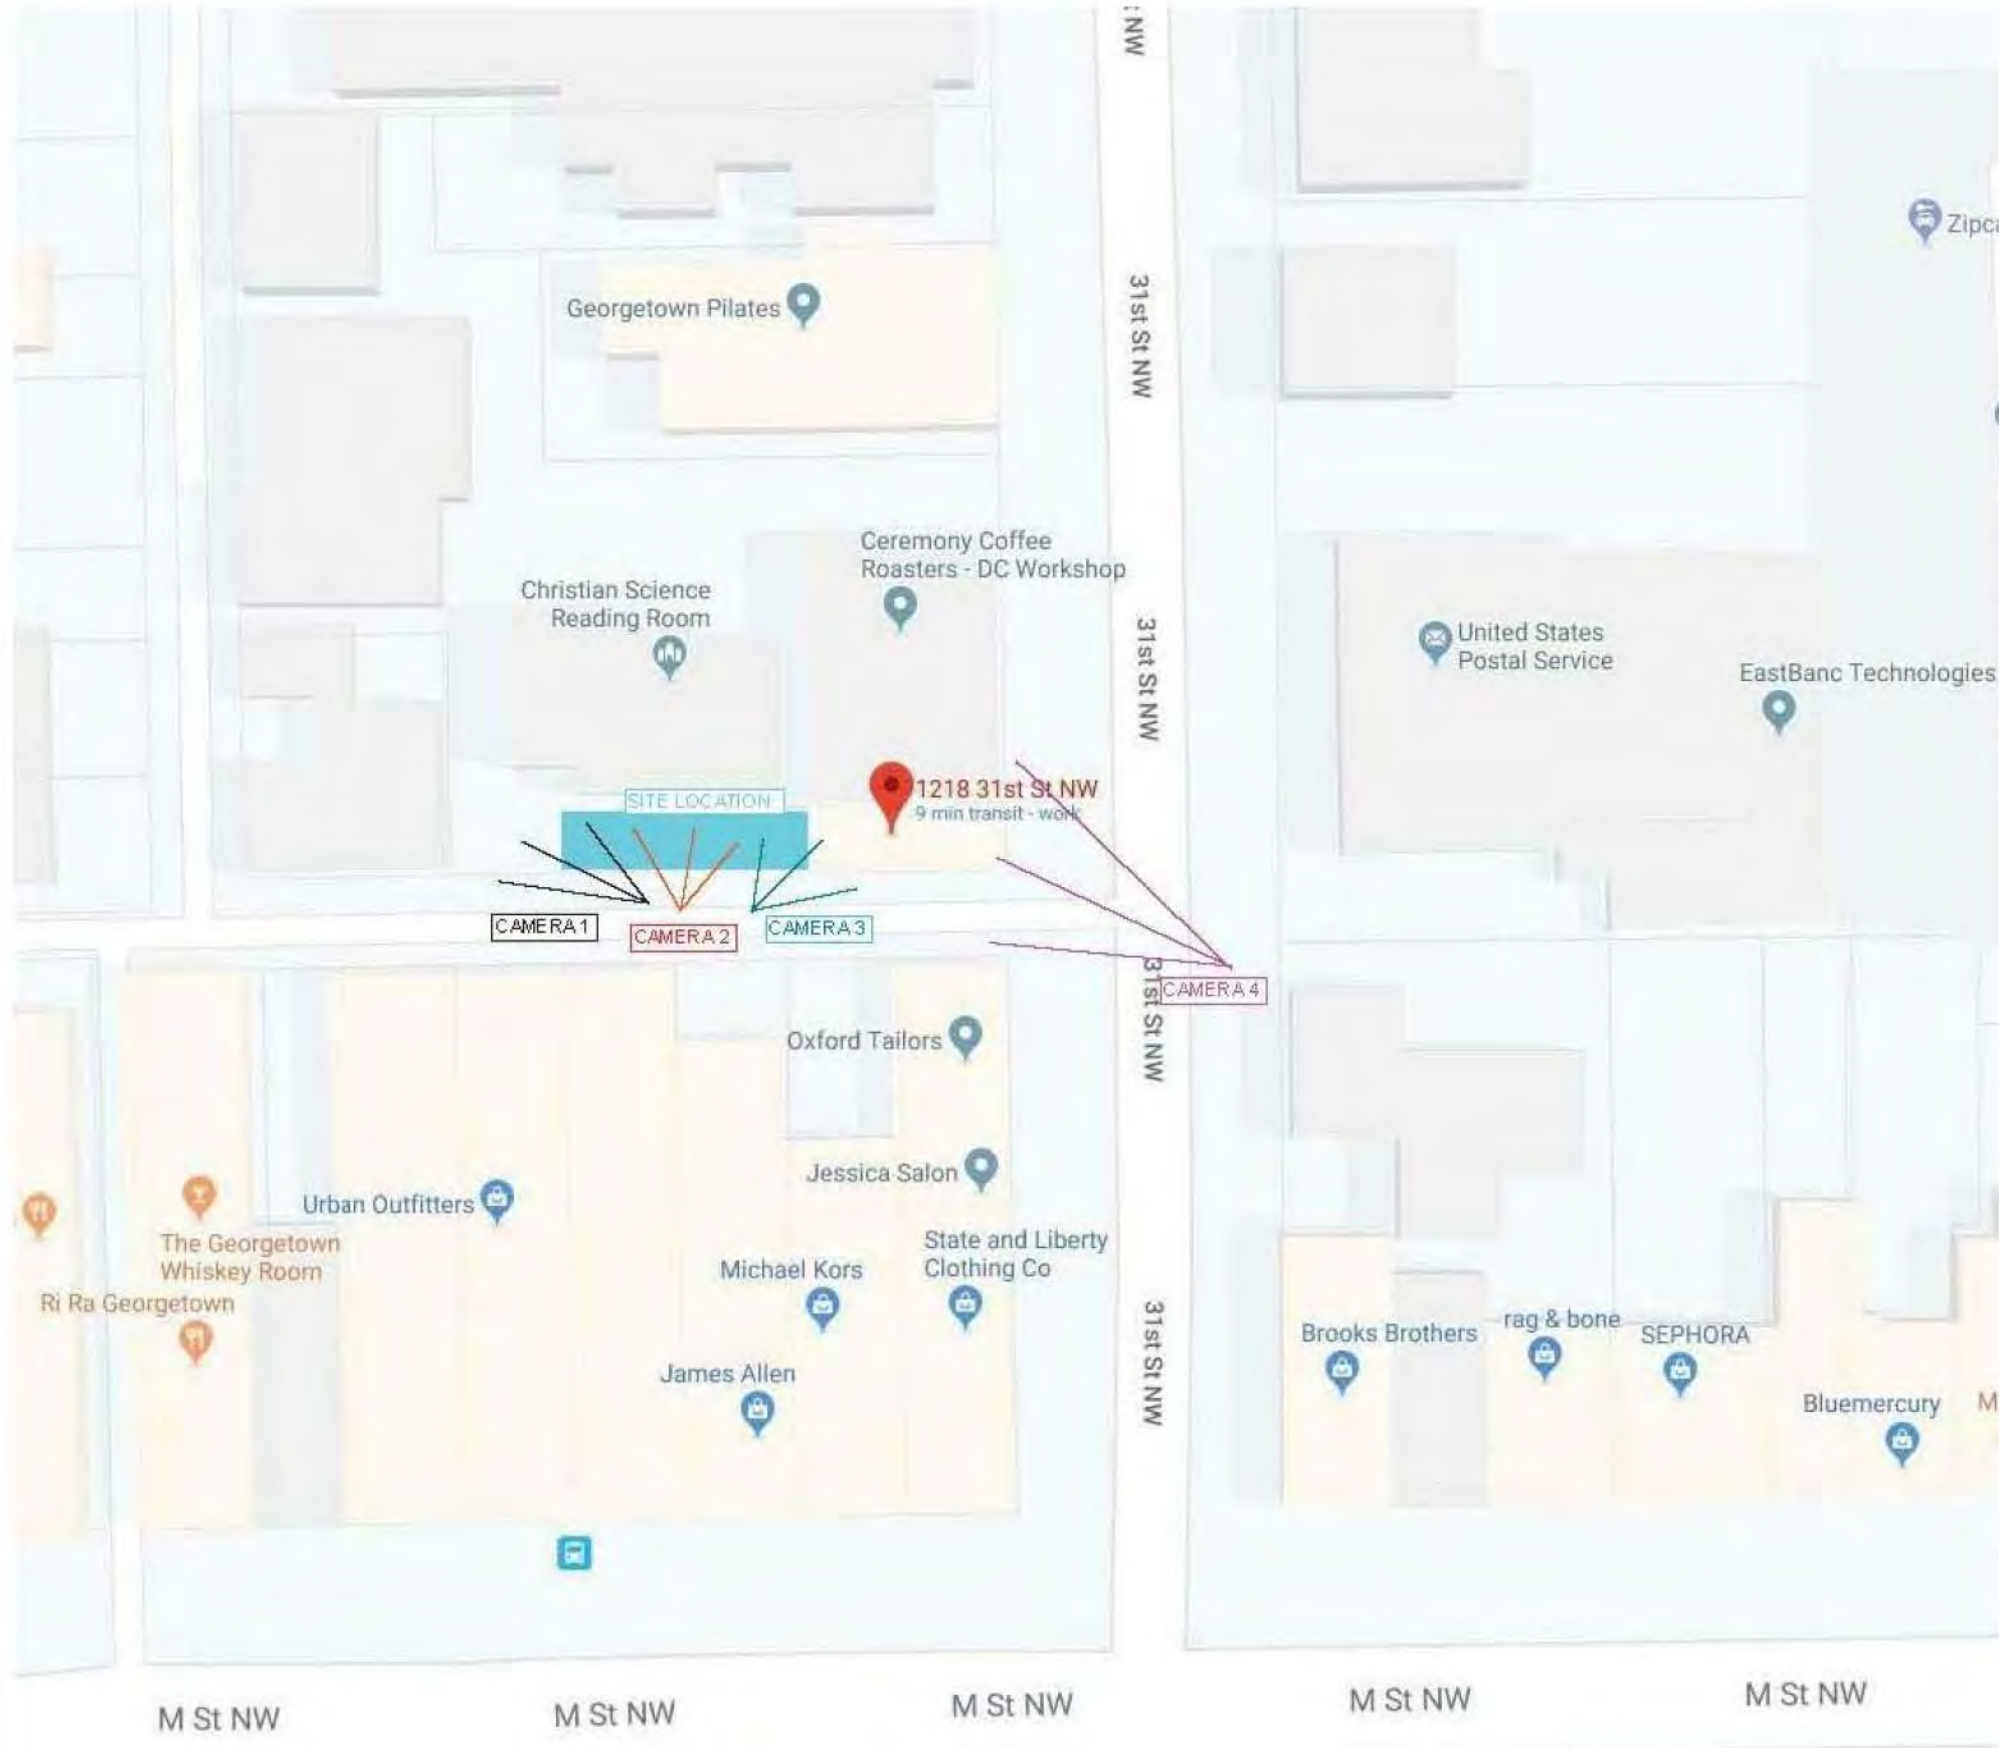 NW
Zipca
31st St NW
Georgetown Pilates
Ceremony Coffee
Roasters - DC Workshop
Christian Science
Reading Room
31st St NW
United States
Postal Service
EastBanc Technologies
SITE LOCATION
1218 31st St NW
9 min transit - work
CAMERA 1
CAMERA 2
CAMERA 3
CAMERA 4
31st St NW
Oxford Tailors
Jessica Salon
Urban Outfitters
The Georgetown
Whiskey Room
State and Liberty
Clothing Co
Michael Kors
Ri Ra Georgetown
31st St NW
Brooks Brothers
rag & bone
SEPHORA
James Allen
Bluemercury
M
M St NW
M St NW
M St NW
M St NW
M St NW